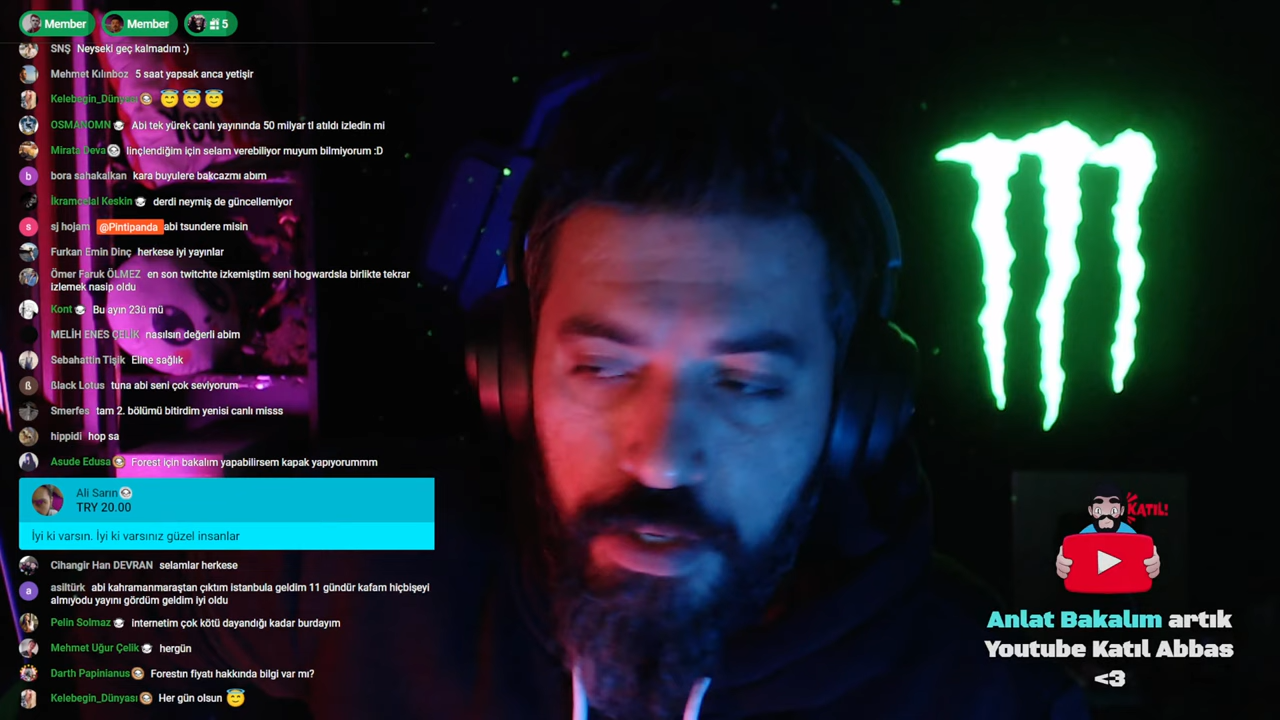 Member Member 5
SNŞ Neyseki geç kalmadım :)
Mehmet Kılınboz 5 saat yapsak anca yetişir
Kelebegin_Dünyası
OSMANOMN Abi tek yürek canlı yayınında 50 milyar tl atıldı izledin mi
Mirata Deva linçlendiğim için selam verebiliyor muyum bilmiyorum :D
b bora sahakalkan kara buyulere bakcazmı abım
İkramcelal Keskin derdi neymiş de güncellemiyor
s sj hojam @Pintipanda abi tsundere misin
Furkan Emin Dinç herkese iyi yayınlar
Ömer Faruk ÖLMEZ en son twitchte izkemiştim seni hogwardsla birlikte tekrar
izlemek nasip oldu
Kont Bu ayın 23ü mü
MELİH ENES ÇELİK nasılsın değerli abim
Sebahattin Tişik Eline sağlık
ß ßlack Lotus tuna abi seni çok seviyorum
Smerfes tam 2. bölümü bitirdim yenisi canlı misss
hippidi hop sa
Asude Edusa Forest için bakalım yapabilirsem kapak yapıyorummm
Ali Sarın
TRY 20.00
İyi ki varsın. İyi ki varsınız güzel insanlar
Cihangir Han DEVRAN selamlar herkese
a asiltürk abi kahramanmaraştan çıktım istanbula geldim 11 gündür kafam hiçbişeyi
almıyodu yayını gördüm geldim iyi oldu
Pelin Solmaz internetim çok kötü dayandığı kadar burdayım
Mehmet Uğur Çelik hergün
Darth Papinianus Forestın fiyatı hakkında bilgi var mı?
Kelebegin_Dünyası Her gün olsun
KATIL!
Anlat Bakalım artık
Youtube Katıl Abbas
<3